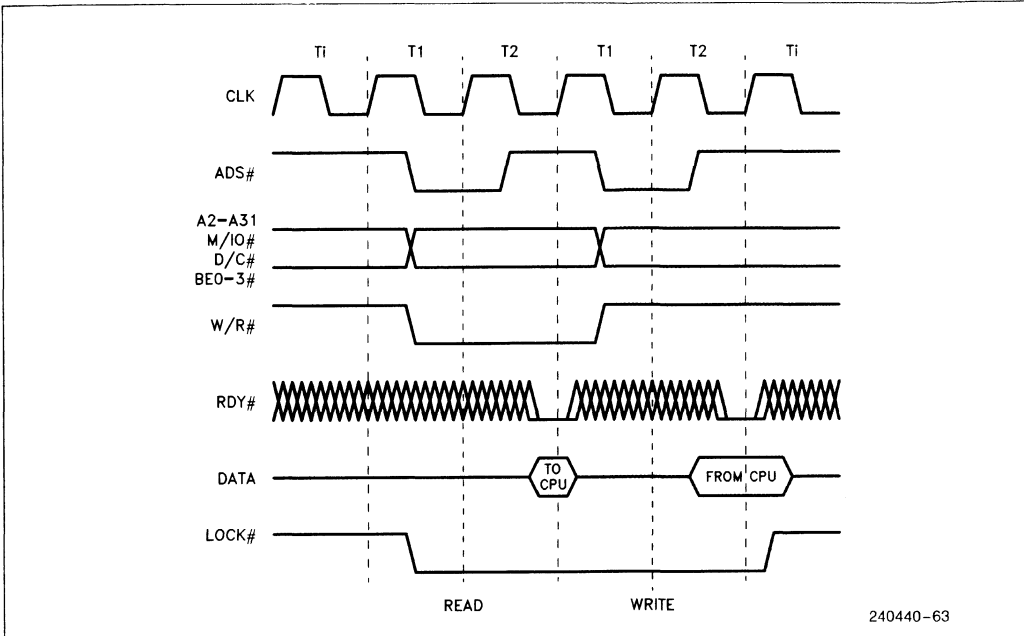 Ti T1 T2 T1 T2 Ti
CLK
ADS#
A2-A31
M/IO#
D/C#
BE0-3#
W/R#
RDY#
DATA
TO
CPU
FROM CPU
LOCK#
READ WRITE
240440-63